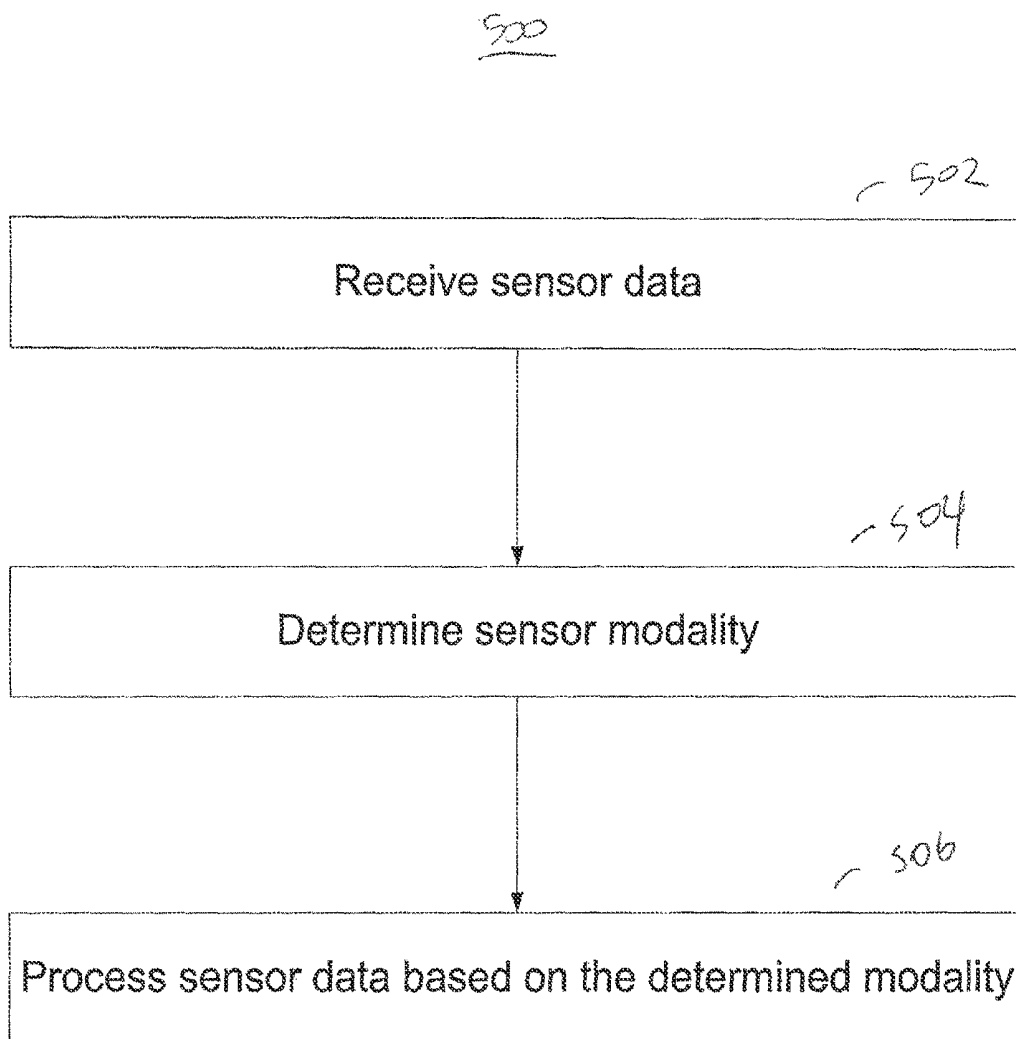 500
502
Receive sensor data
504
Determine sensor modality
506
Process sensor data based on the determined modality